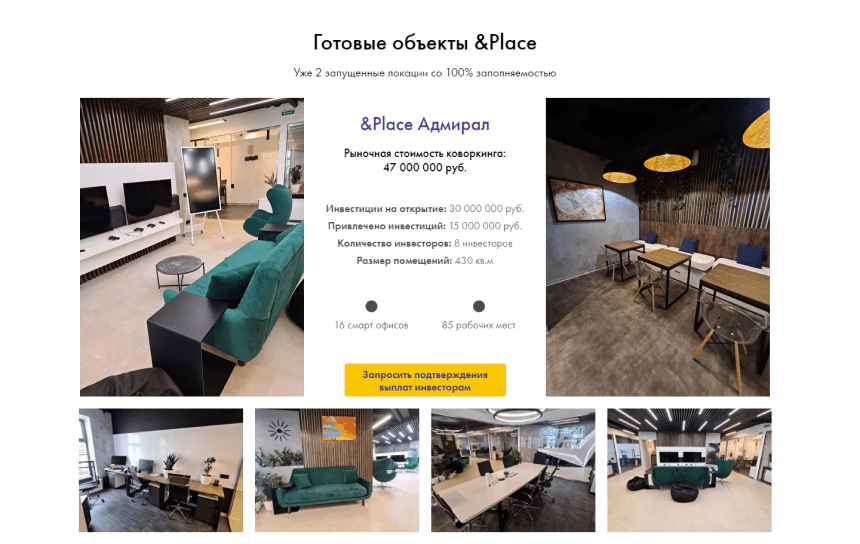 Готовые объекты &Place
Уже 2 запущенные локации со 100% заполняемостью
&Place Адмирал
Рыночная стоимость коворкинга:
47 000 000 руб.
Инвестиции на открытие: 30 000 000 руб.
Привлечено инвестиций: 15 000 000 руб.
Количество инвесторов: 8 инвесторов
Размер помещений: 430 кв.м
16 смарт офисов
85 рабочих мест
Запросить подтверждения
выплат инвесторам